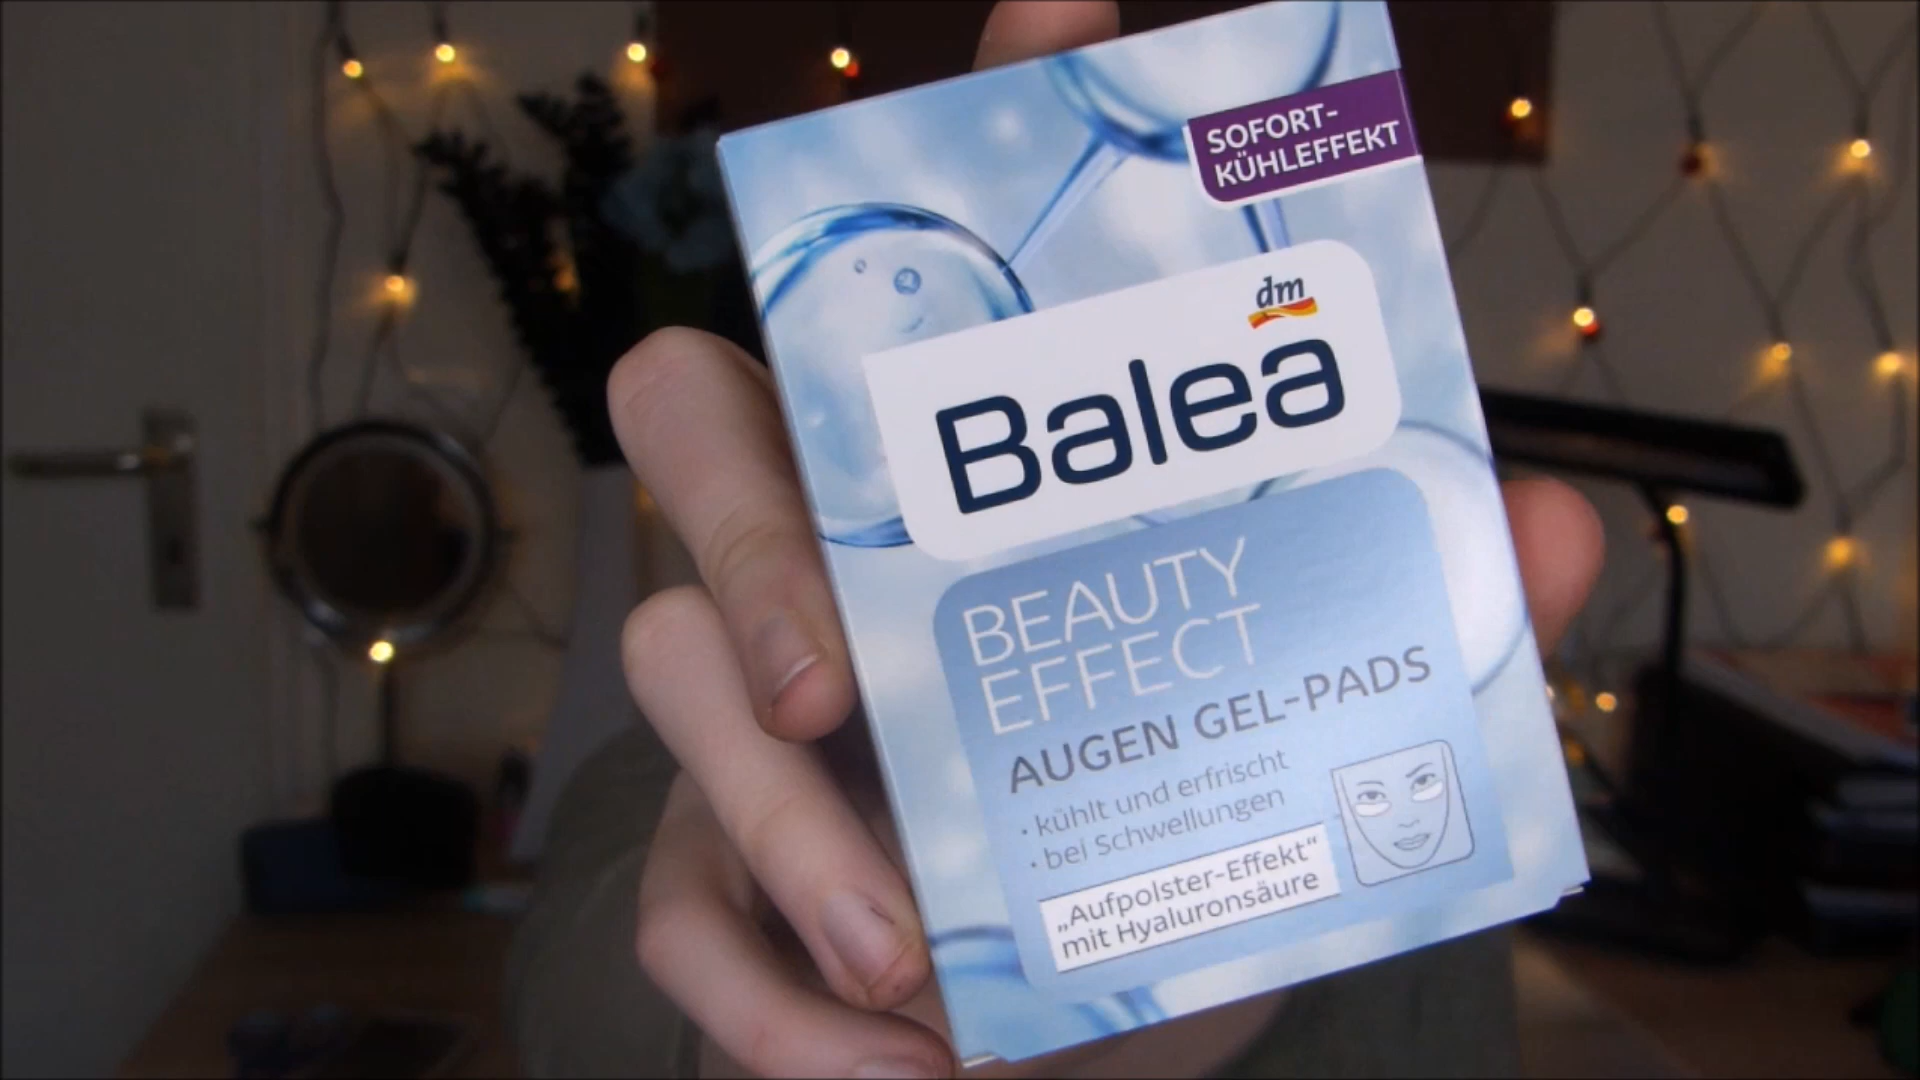 SOFORT-
KÜHLEFFEKT
dm
Balea
BEAUTY
EFFECT
AUGEN GEL-PADS
· kühlt und erfrischt
· bei Schwellungen
„Aufpolster-Effekt“
mit Hyaluronsäure